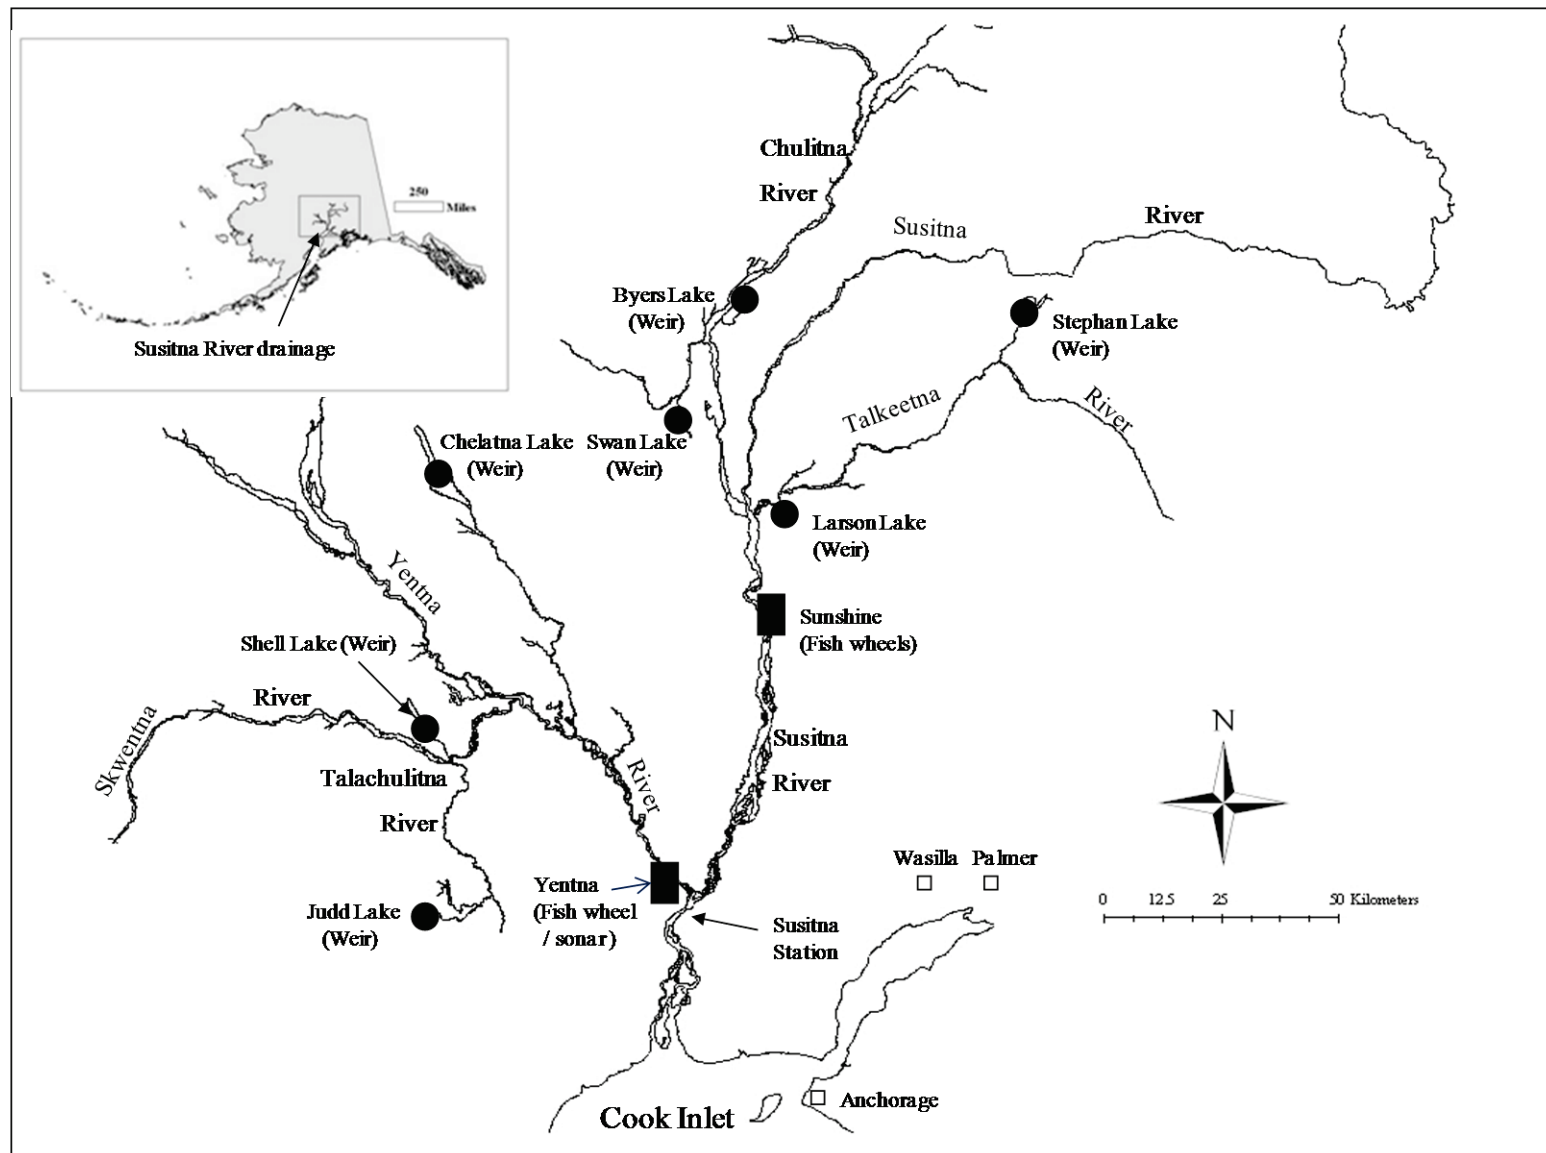 250
Miles
Susitna River drainage
Chulitna
River
Susitna
River
Byers Lake
(Weir)
Stephan Lake
(Weir)
Talkeetna
River
Chelatna Lake
(Weir)
Swan Lake
(Weir)
Larson Lake
(Weir)
Yentna
River
Sunshine
(Fish wheels)
Shell Lake (Weir)
Skwentna
River
Susitna
River
Talachulitna
River
N
Wasilla
Palmer
Yentna
(Fish wheel
/ sonar)
Judd Lake
(Weir)
Susitna
Station
0 12.5 25 50 Kilometers
Cook Inlet
Anchorage